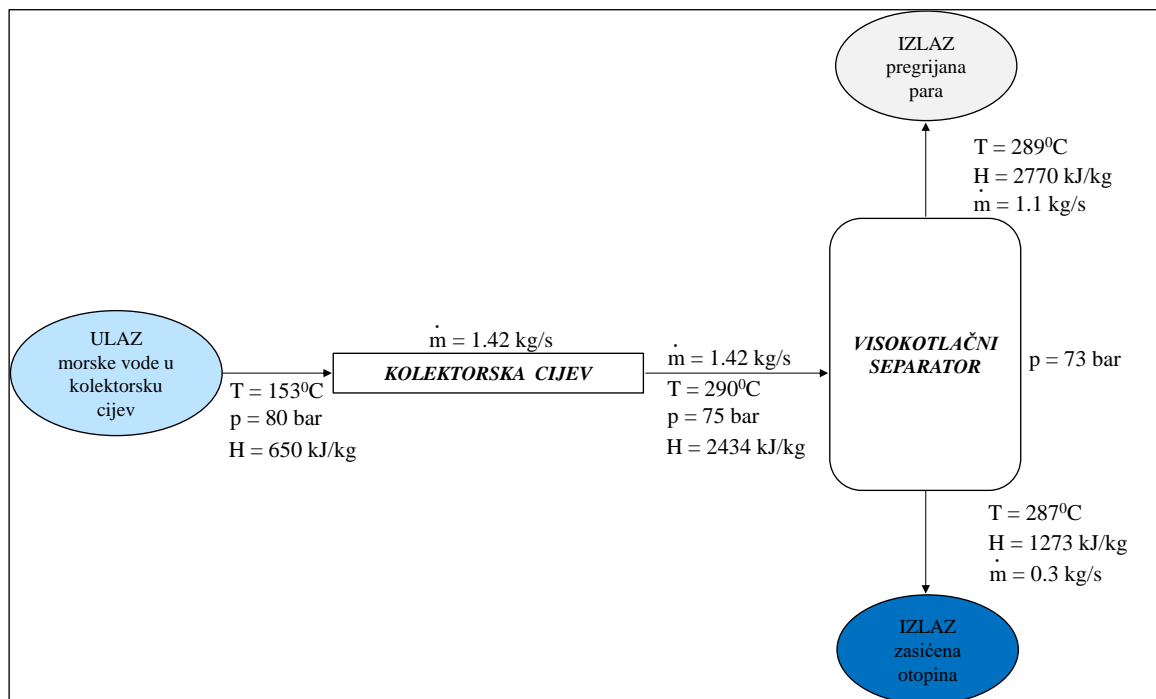 IZLAZ
pregrijana
para
T = 289⁰C
H = 2770 kJ/kg
ṁ = 1.1 kg/s
ULAZ
morske vode u
kolektorsku
cijev
T = 153⁰C
p = 80 bar
H = 650 kJ/kg
ṁ = 1.42 kg/s
KOLEKTORSKA CIJEV
ṁ = 1.42 kg/s
T = 290⁰C
p = 75 bar
H = 2434 kJ/kg
VISOKOTLAČNI
SEPARATOR
p = 73 bar
T = 287⁰C
H = 1273 kJ/kg
ṁ = 0.3 kg/s
IZLAZ
zasićena
otopina